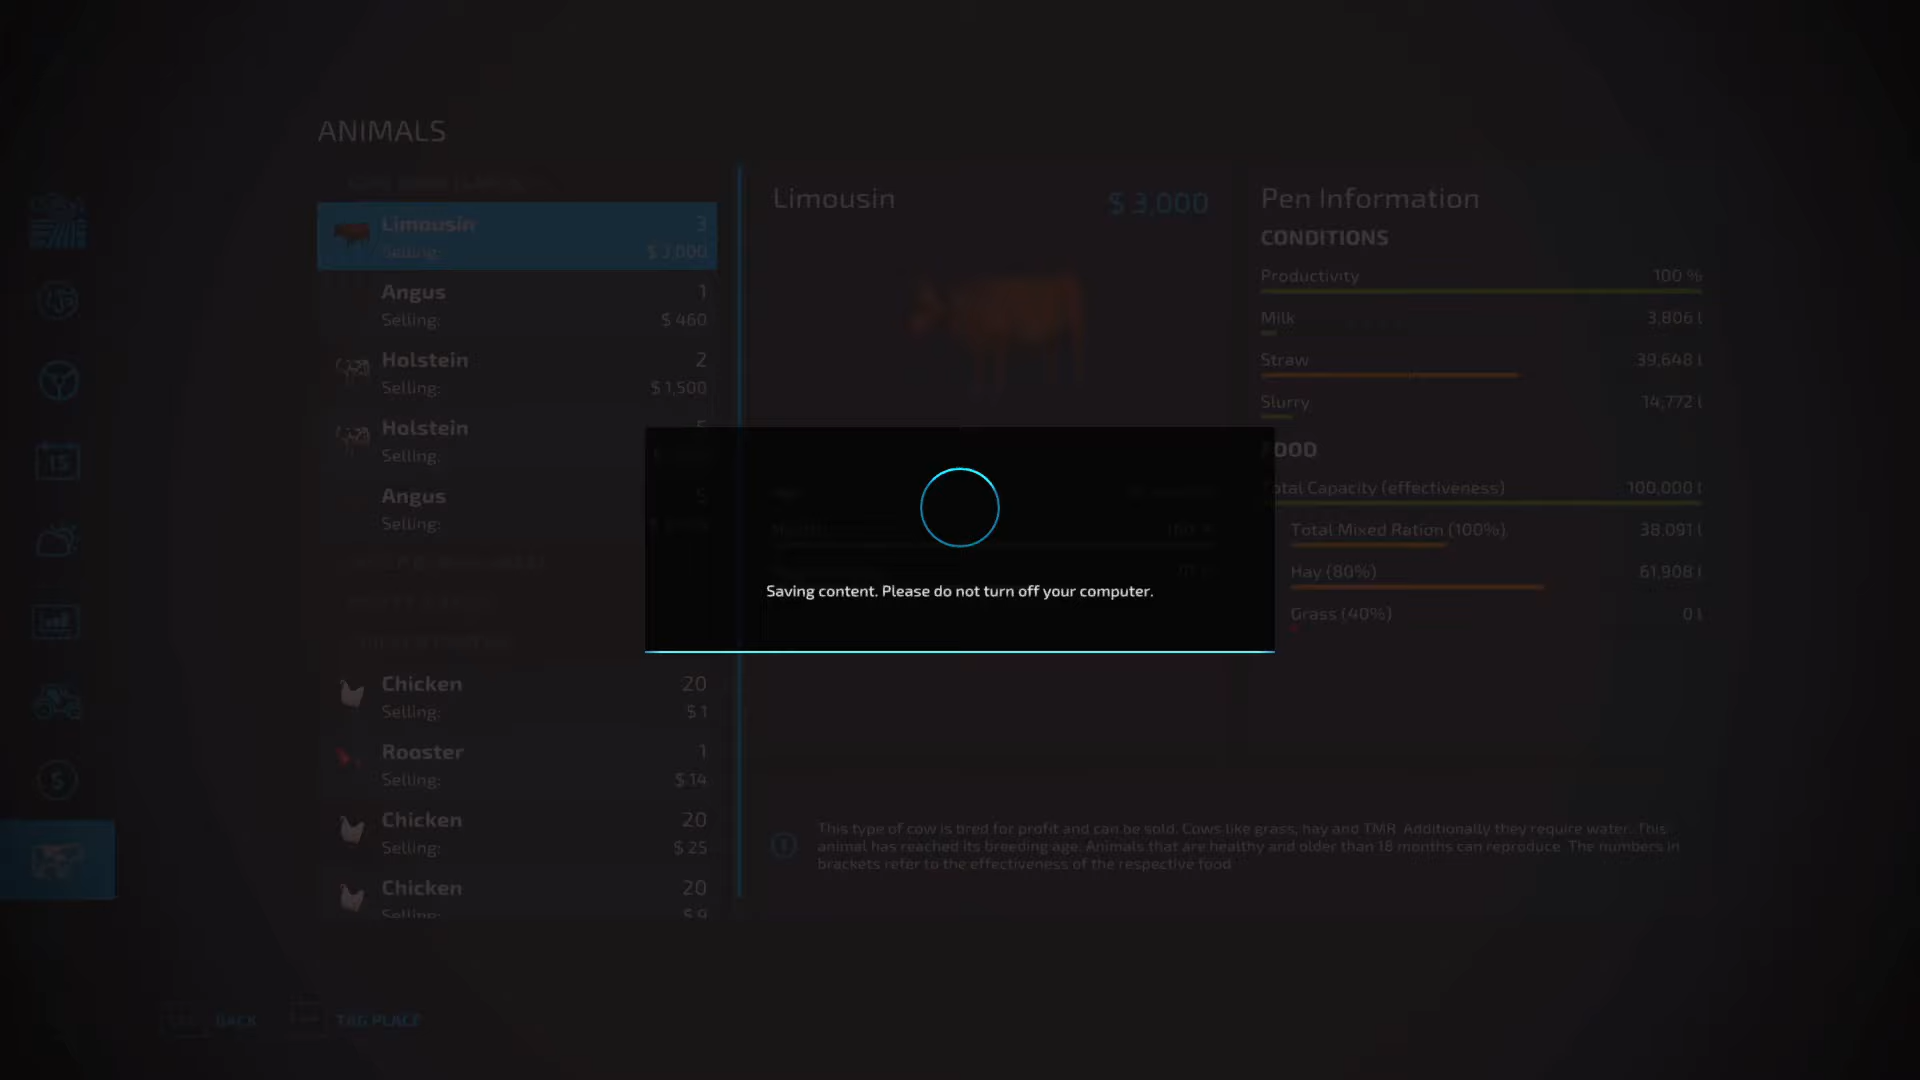 ANIMALS
Limousin 3
Selling: $ 3,000
Angus 1
Selling: $ 460
Holstein 2
Selling: $ 1,500
Holstein 5
Selling:
Angus 5
Selling:
Chicken 20
Selling: $ 1
Rooster 1
Selling: $ 14
Chicken 20
Selling: $ 25
Chicken 20
Selling: $ 9
Limousin $ 3,000
Saving content. Please do not turn off your computer.
Pen Information
CONDITIONS
Productivity 100 %
Milk 3,806 l
Straw 39,648 l
Slurry 14,772 l
FOOD
Total Capacity (effectiveness) 100,000 l
Total Mixed Ration (100%) 38,091 l
Hay (80%) 61,908 l
Grass (40%) 0 l
This type of cow is bred for profit and can be sold. Cows like grass, hay and TMR. Additionally they require water. This
animal has reached its breeding age. Animals that are healthy and older than 18 months can reproduce. The numbers in
brackets refer to the effectiveness of the respective food.
BACK TAG PLACE
15
$